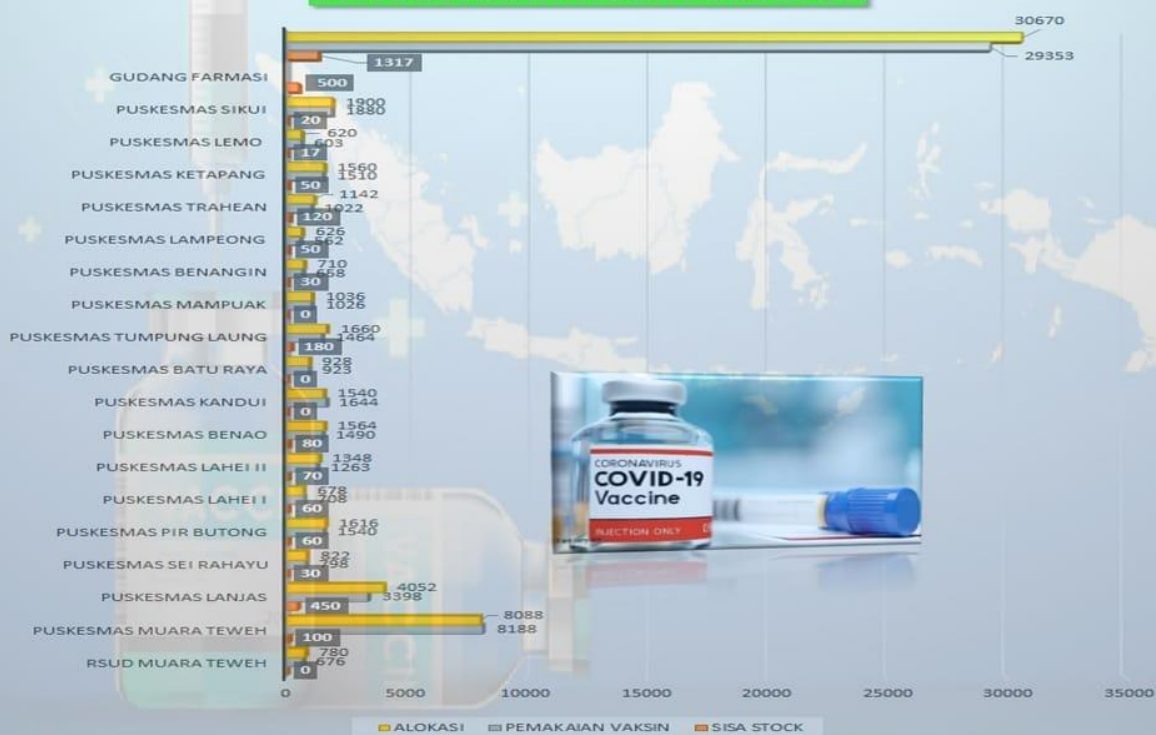 30670
29353
1317
GUDANG FARMASI
500
PUSKESMAS SIKUI
1900
1880
20
PUSKESMAS LEMO
620
603
17
PUSKESMAS KETAPANG
1560
1510
50
PUSKESMAS TRAHEAN
1142
1022
120
PUSKESMAS LAMPEONG
626
562
50
PUSKESMAS BENANGIN
710
658
30
PUSKESMAS MAMPUAK
1036
1026
0
PUSKESMAS TUMPUNG LAUNG
1660
1464
180
PUSKESMAS BATU RAYA
928
923
0
PUSKESMAS KANDUI
1540
1644
0
PUSKESMAS BENAO
1564
1490
80
PUSKESMAS LAHEI II
1348
1263
70
PUSKESMAS LAHEI I
678
708
60
PUSKESMAS PIR BUTONG
1616
1540
60
PUSKESMAS SEI RAHAYU
822
798
30
PUSKESMAS LANJAS
4052
3398
450
PUSKESMAS MUARA TEWEH
8088
8188
100
RSUD MUARA TEWEH
780
676
0
CORONAVIRUS
COVID-19
Vaccine
INJECTION ONLY
0 5000 10000 15000 20000 25000 30000 35000
ALOKASI PEMAKAIAN VAKSIN SISA STOCK